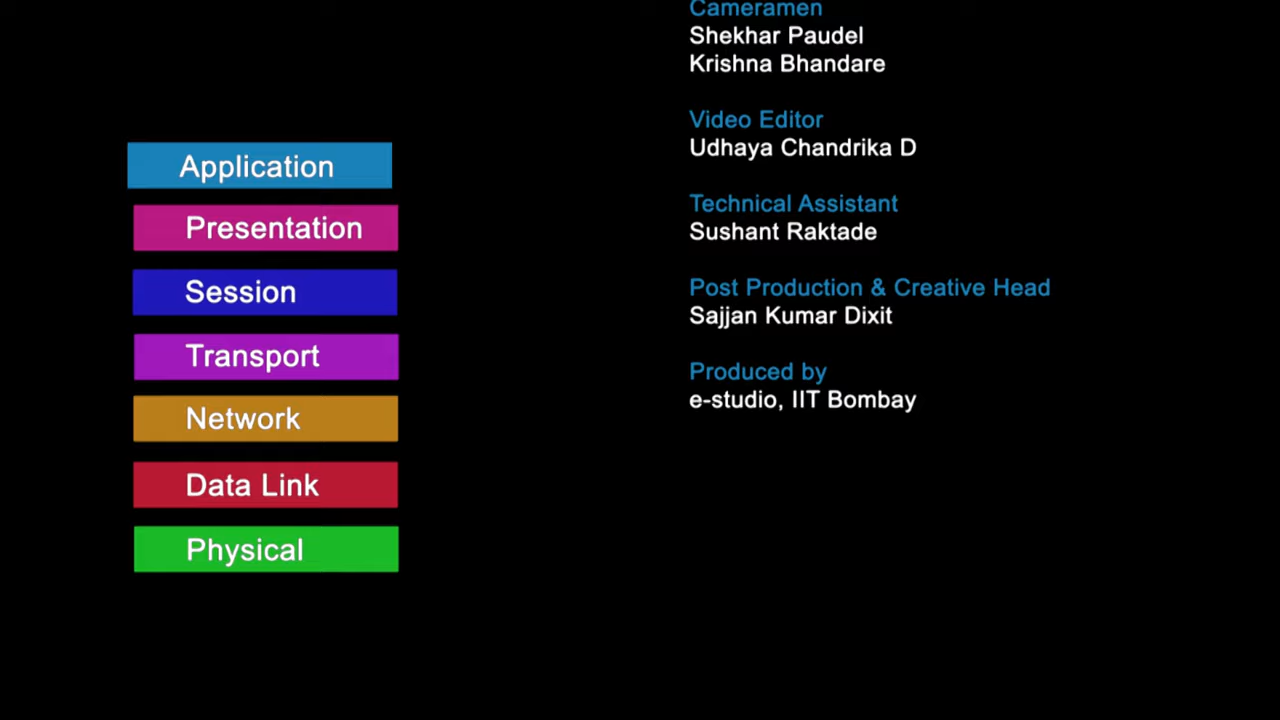 Application
Presentation
Session
Transport
Network
Data Link
Physical
Cameramen
Shekhar Paudel
Krishna Bhandare
Video Editor
Udhaya Chandrika D
Technical Assistant
Sushant Raktade
Post Production & Creative Head
Sajjan Kumar Dixit
Produced by
e-studio, IIT Bombay